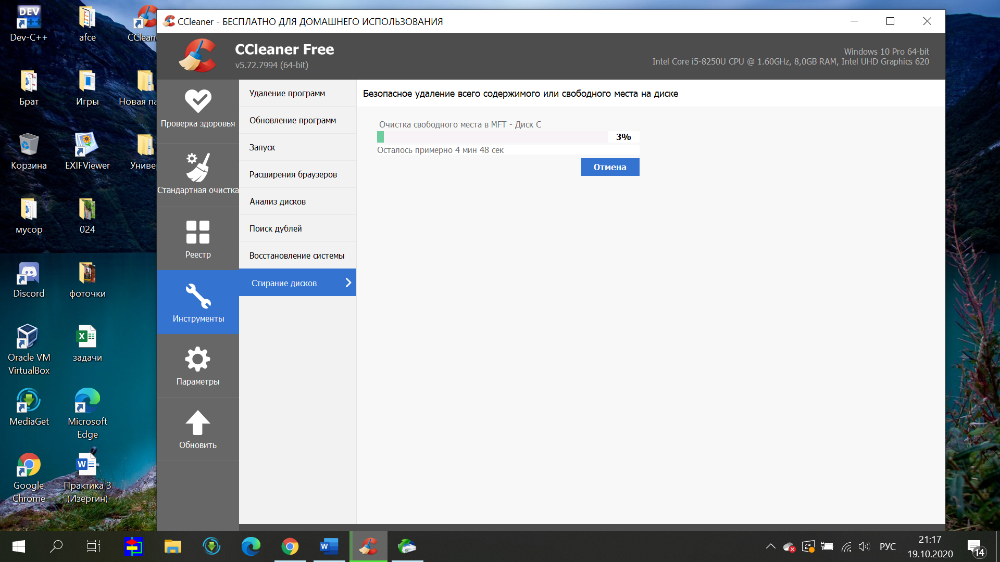 CCleaner - БЕСПЛАТНО ДЛЯ ДОМАШНЕГО ИСПОЛЬЗОВАНИЯ
CCleaner Free
v5.72.7994 (64-bit)
Windows 10 Pro 64-bit
Intel Core i5-8250U CPU @ 1.60GHz, 8,0GB RAM, Intel UHD Graphics 620
DEV
Dev-C++
afce
CClean
Брат
Игры
Новая па
Корзина
EXIFViewer
Униве
мусор
024
Discord
фоточки
Oracle VM
VirtualBox
задачи
MediaGet
Microsoft
Edge
Google
Chrome
Практика 3
(Изергин)
Проверка здоровья
Стандартная очистка
Реестр
Инструменты
Параметры
Обновить
Удаление программ
Обновление программ
Запуск
Расширения браузеров
Анализ дисков
Поиск дублей
Восстановление системы
Стирание дисков
Безопасное удаление всего содержимого или свободного места на диске
Очистка свободного места в MFT - Диск C
3%
Осталось примерно 4 мин 48 сек
Отмена
РУС
21:17
19.10.2020
14